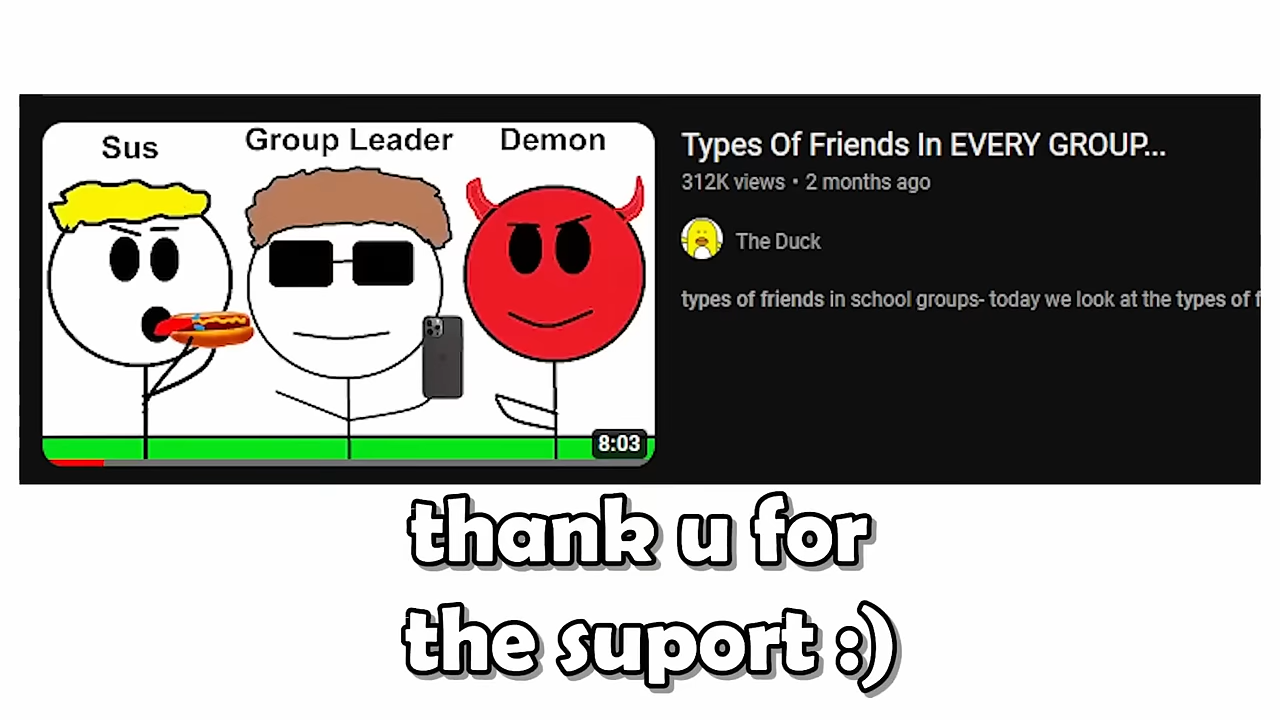 Sus
Group Leader
Demon
8:03
Types Of Friends In EVERY GROUP...
312K views • 2 months ago
The Duck
types of friends in school groups- today we look at the types of f
thank u for
the suport :)